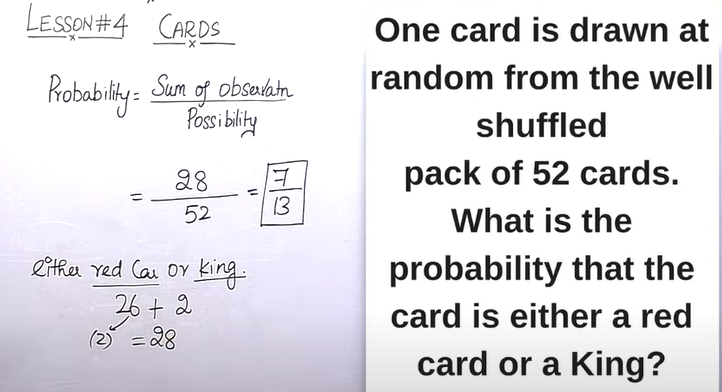 LESSON#4 CARDS
Probability = Sum of observatn
Possibility
= 28 = 7
52 13
Either red Car or king.
26 + 2
(2) = 28
One card is drawn at
random from the well
shuffled
pack of 52 cards.
What is the
probability that the
card is either a red
card or a King?